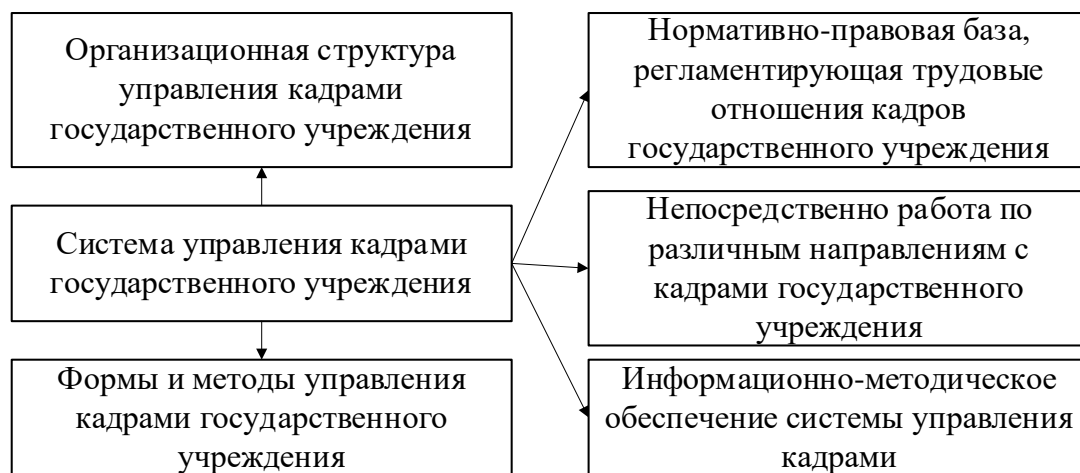 Организационная структура
управления кадрами
государственного учреждения
Нормативно-правовая база,
регламентирующая трудовые
отношения кадров
государственного учреждения
Система управления кадрами
государственного учреждения
Непосредственно работа по
различным направлениям с
кадрами государственного
учреждения
Формы и методы управления
кадрами государственного
учреждения
Информационно-методическое
обеспечение системы управления
кадрами